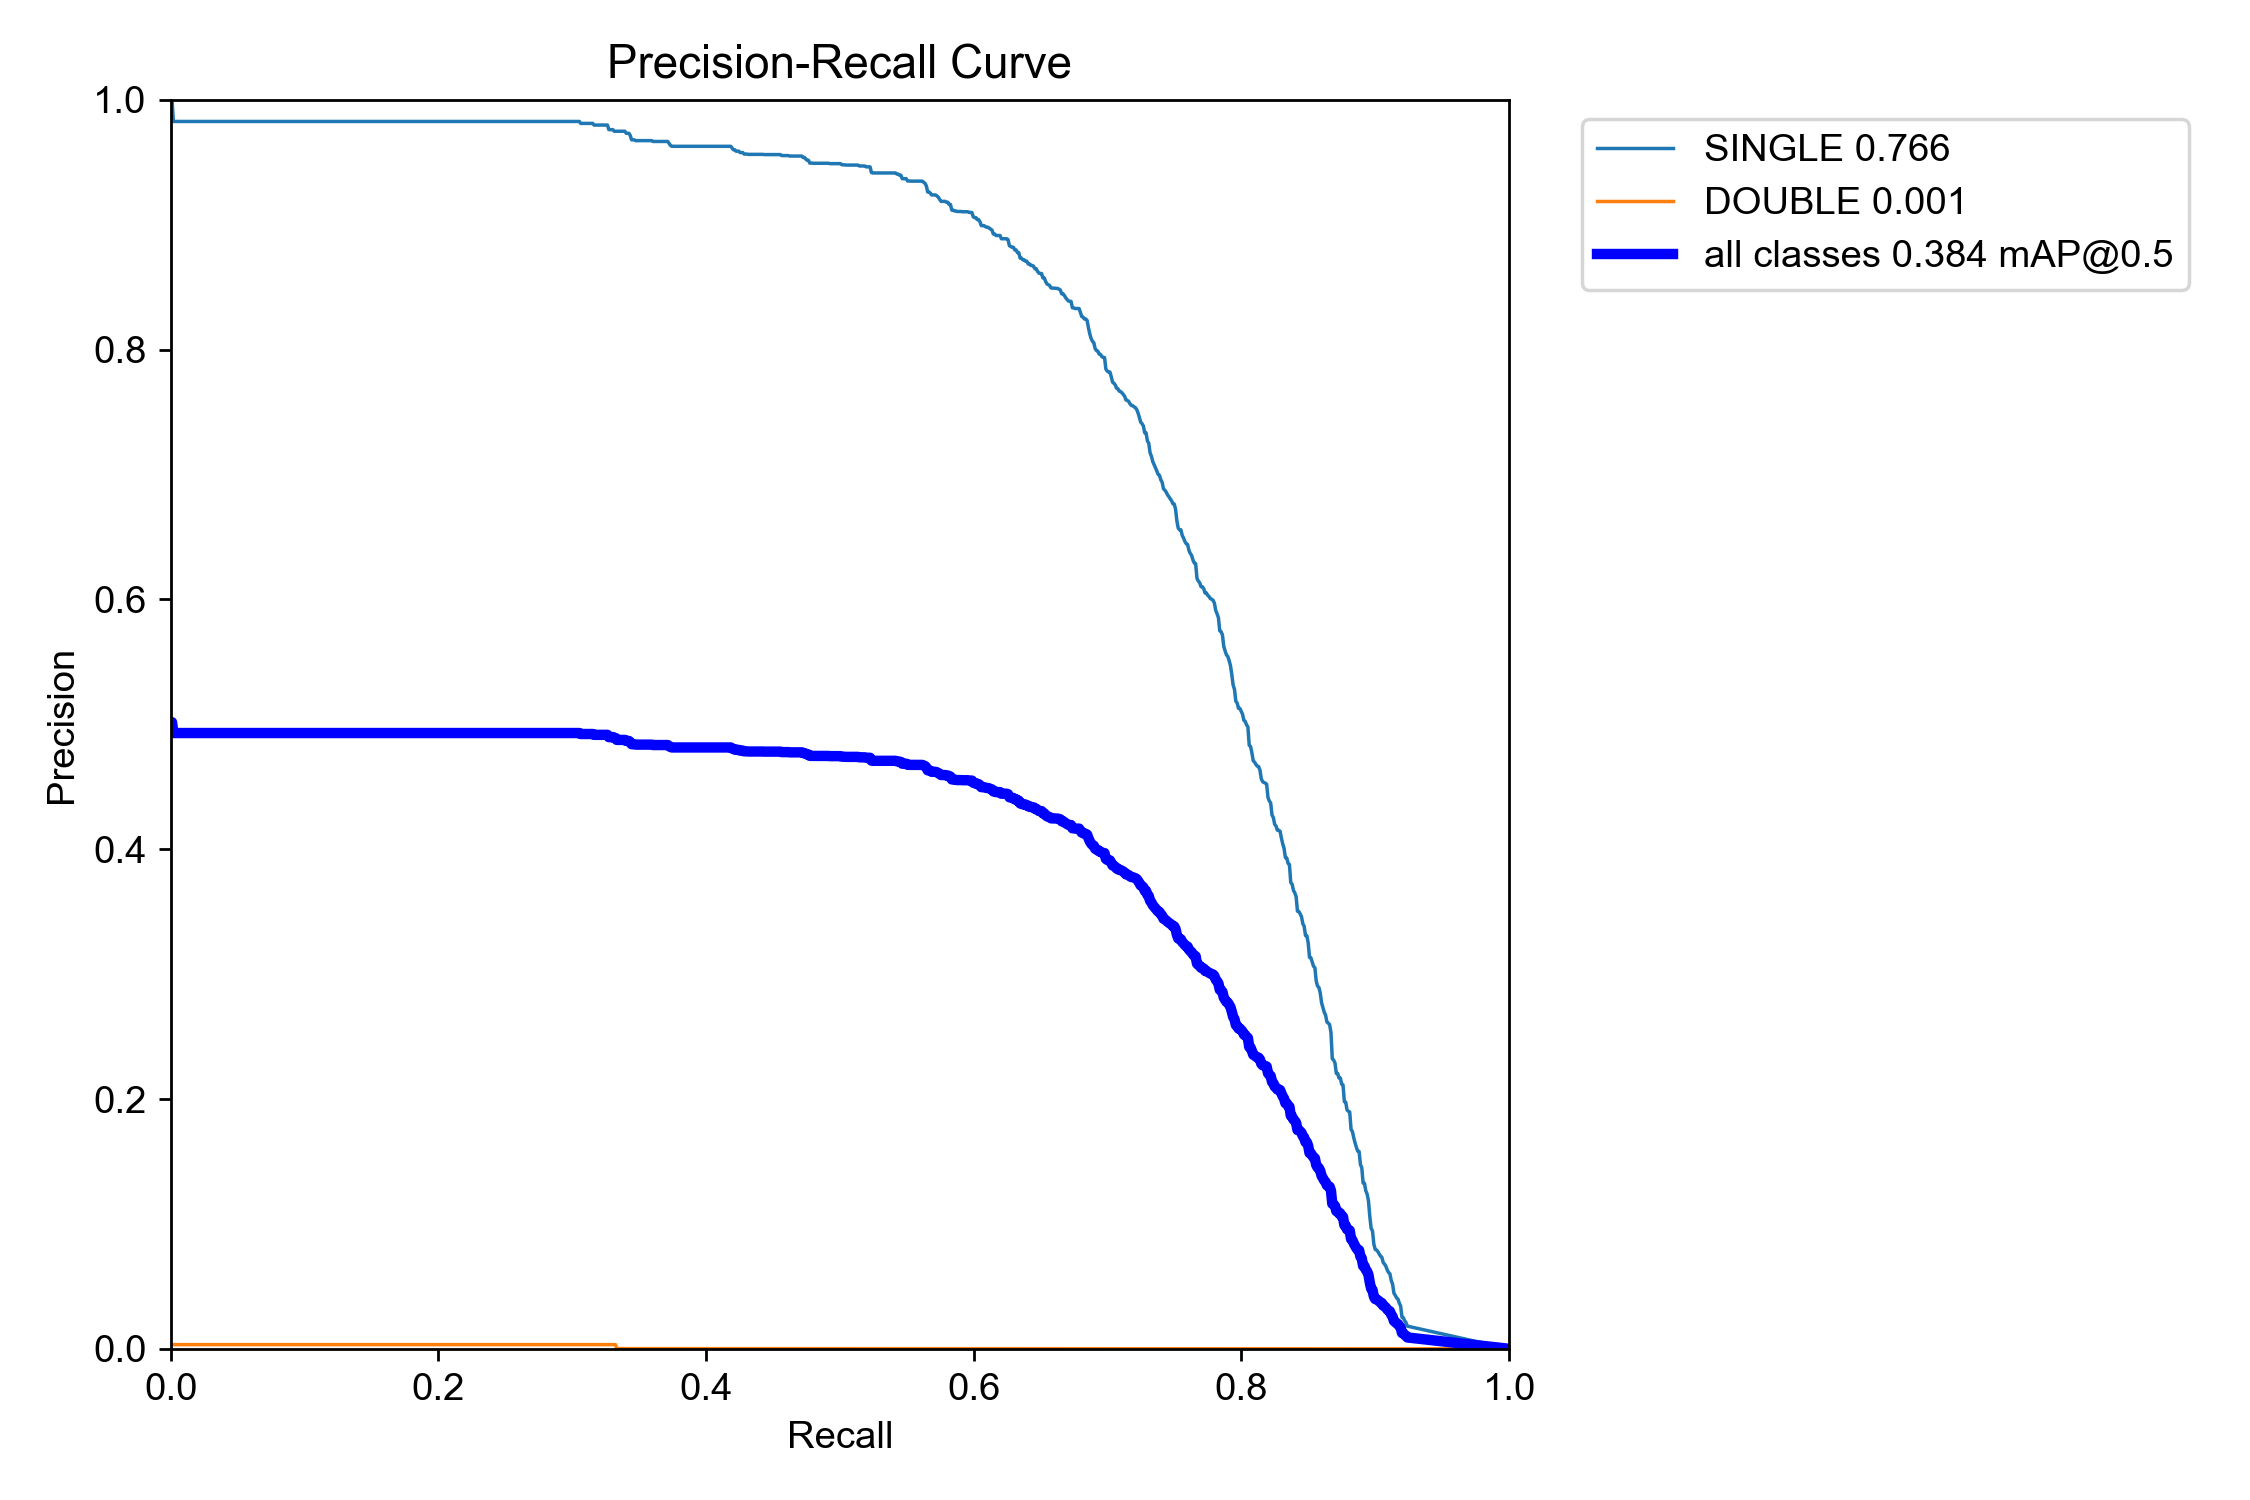 Precision-Recall Curve
1.0
0.8
0.6
0.4
0.2
0.0
Precision
0.0 0.2 0.4 0.6 0.8 1.0
Recall
SINGLE 0.766
DOUBLE 0.001
all classes 0.384 mAP@0.5